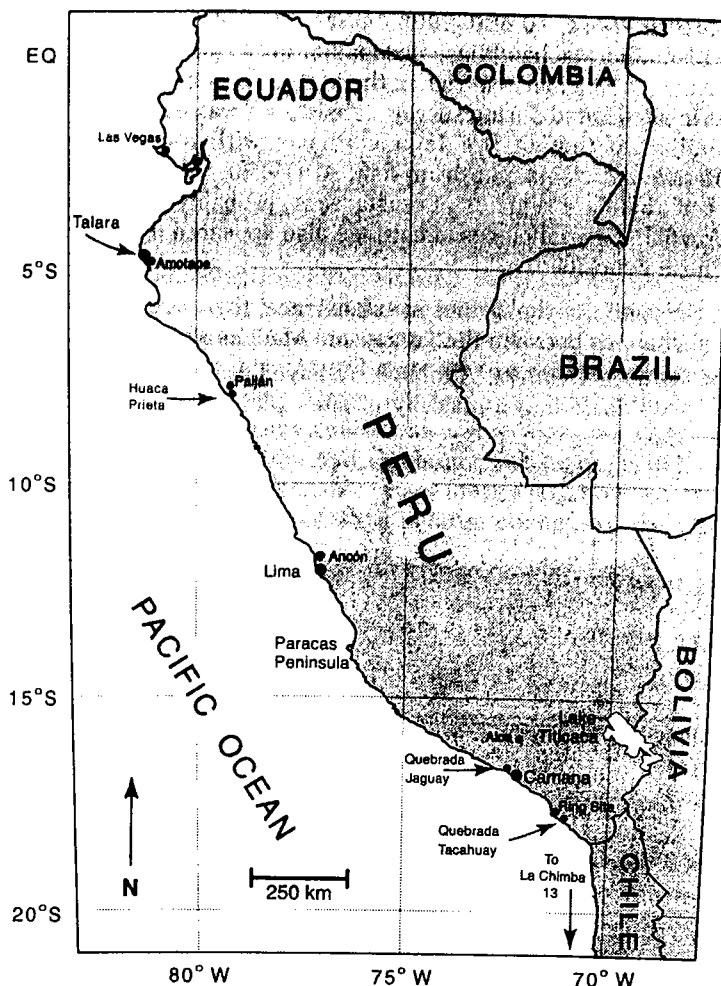 EQ
ECUADOR
COLOMBIA
Las Vegas
Talara
Amotape
5°S
BRAZIL
Paiján
Huaca
Prieta
PERU
10°S
Ancón
Lima
PACIFIC OCEAN
Paracas
Peninsula
BOLIVIA
15°S
Lake
Titicaca
Quebrada
Jaguay
Camana
Ring Site
Quebrada
Tacahuay
To
La Chimba
13
CHILE
N
250 km
20°S
80° W
75° W
70° W